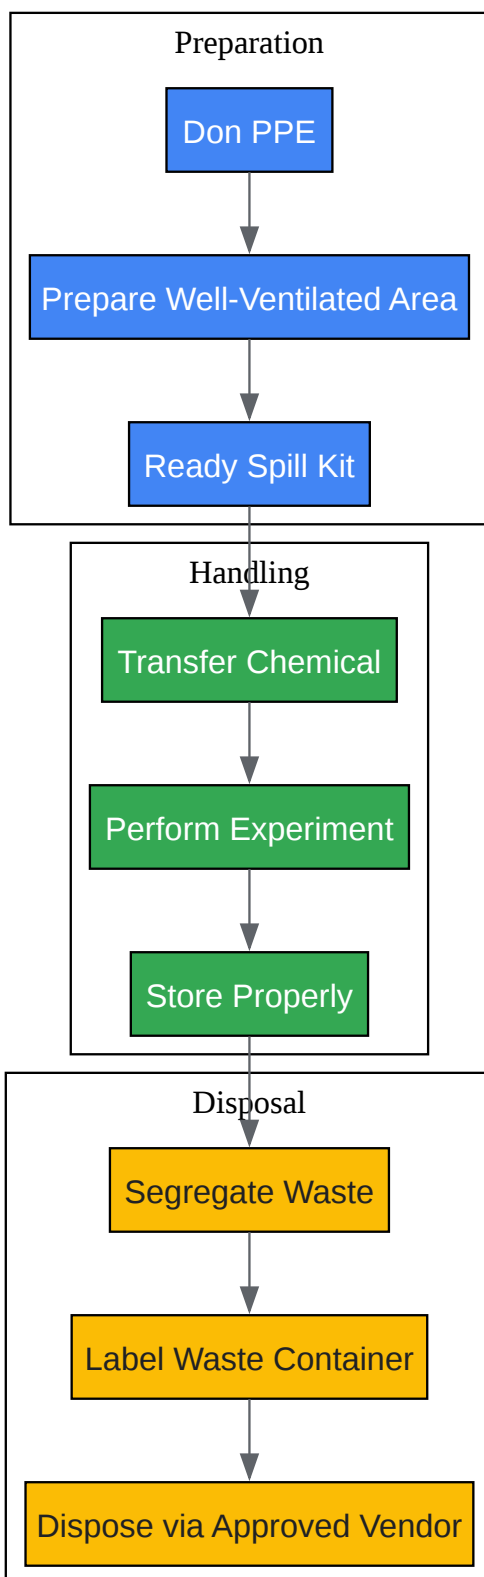 Preparation
Don PPE
Prepare Well-Ventilated Area
Ready Spill Kit
Handling
Transfer Chemical
Perform Experiment
Store Properly
Disposal
Segregate Waste
Label Waste Container
Dispose via Approved Vendor